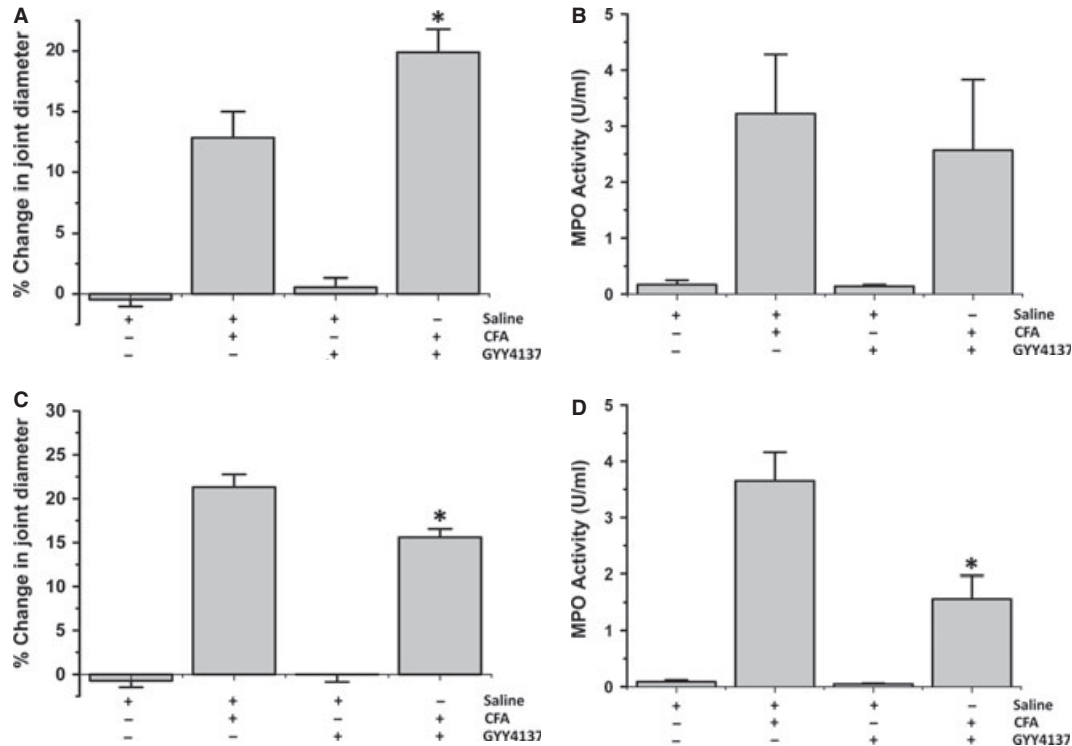 A
*
20
15
10
5
0
% Change in joint diameter
+ + + – Saline
– + – + CFA
– – + + GYY4137
B
5
4
3
2
1
0
MPO Activity (U/ml)
+ + + – Saline
– + – + CFA
– – + + GYY4137
C
30
25
20
15
10
5
0
*
% Change in joint diameter
+ + + – Saline
– + – + CFA
– – + + GYY4137
D
5
4
3
2
1
0
*
MPO Activity (U/ml)
+ + + – Saline
– + – + CFA
– – + + GYY4137